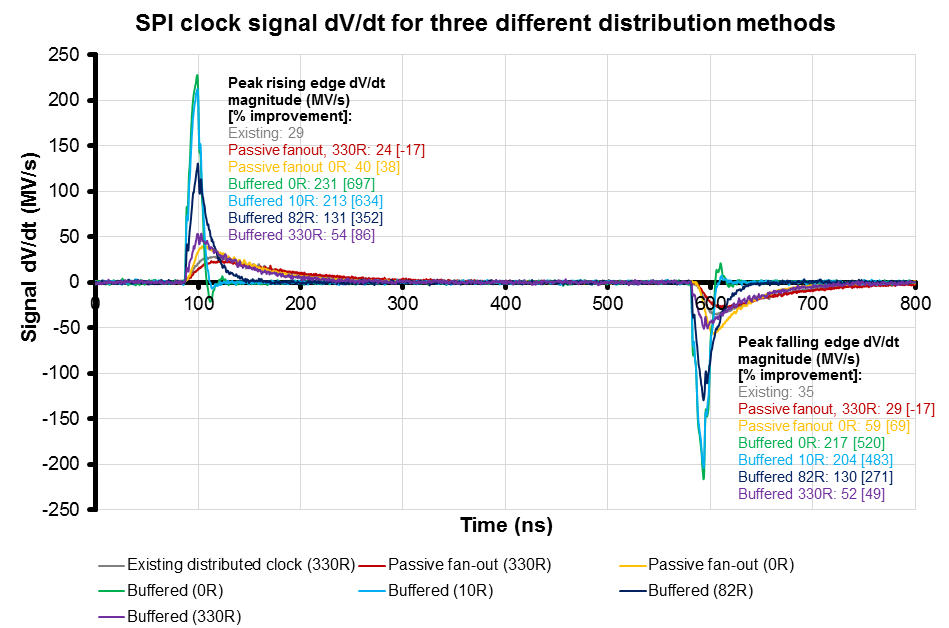 SPI clock signal dV/dt for three different distribution methods
250
200
150
100
50
0
-50
-100
-150
-200
-250
Signal dV/dt (MV/s)
Peak rising edge dV/dt
magnitude (MV/s)
[% improvement]:
Existing: 29
Passive fanout, 330R: 24 [-17]
Passive fanout 0R: 40 [38]
Buffered 0R: 231 [697]
Buffered 10R: 213 [634]
Buffered 82R: 131 [352]
Buffered 330R: 54 [86]
0 100 200 300 400 500 600 700 800
Peak falling edge dV/dt
magnitude (MV/s)
[% improvement]:
Existing: 35
Passive fanout, 330R: 29 [-17]
Passive fanout 0R: 59 [69]
Buffered 0R: 217 [520]
Buffered 10R: 204 [483]
Buffered 82R: 130 [271]
Buffered 330R: 52 [49]
Time (ns)
Existing distributed clock (330R) Passive fan-out (330R) Passive fan-out (0R)
Buffered (0R) Buffered (10R) Buffered (82R)
Buffered (330R)